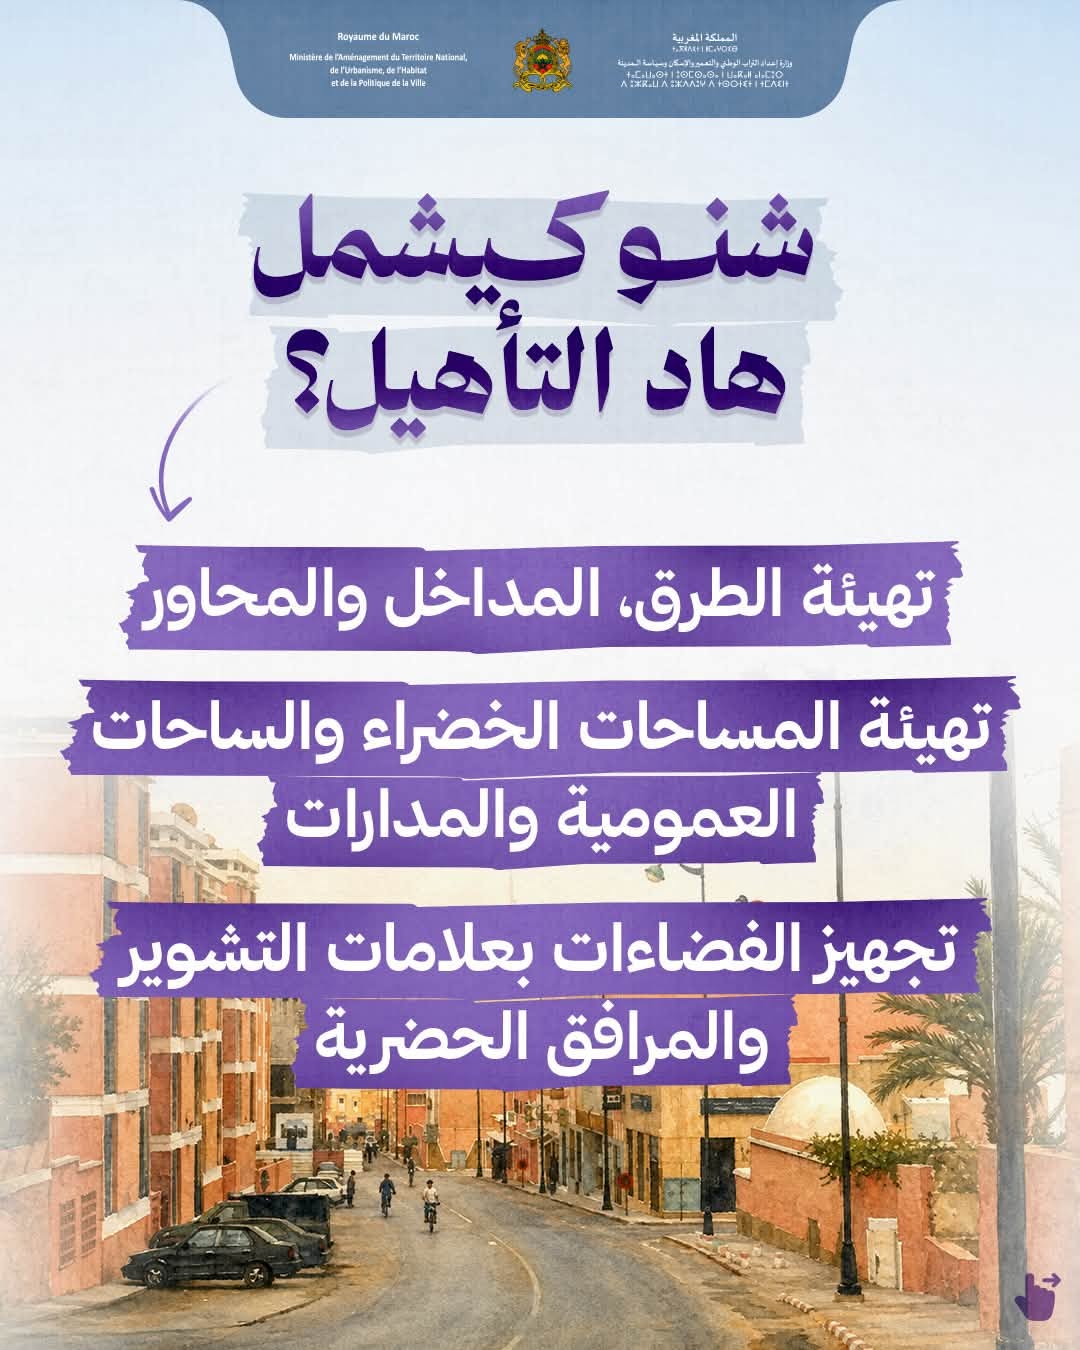 Royaume du Maroc
Ministère de l'Aménagement du Territoire National,
de l'Urbanisme, de l'Habitat
et de la Politique de la Ville
المملكة المغربية
ⵜⴰⴳⵍⴷⵉⵜ ⵏ ⵍⵎⵖⵔⵉⴱ
وزارة إعداد التراب الوطني والتعمير والإسكان وسياسة المدينة
شنو كيشمل
هاد التأهيل؟
تهيئة الطرق، المداخل والمحاور
تهيئة المساحات الخضراء والساحات
العمومية والمدارات
تجهيز الفضاءات بعلامات التشوير
والمرافق الحضرية